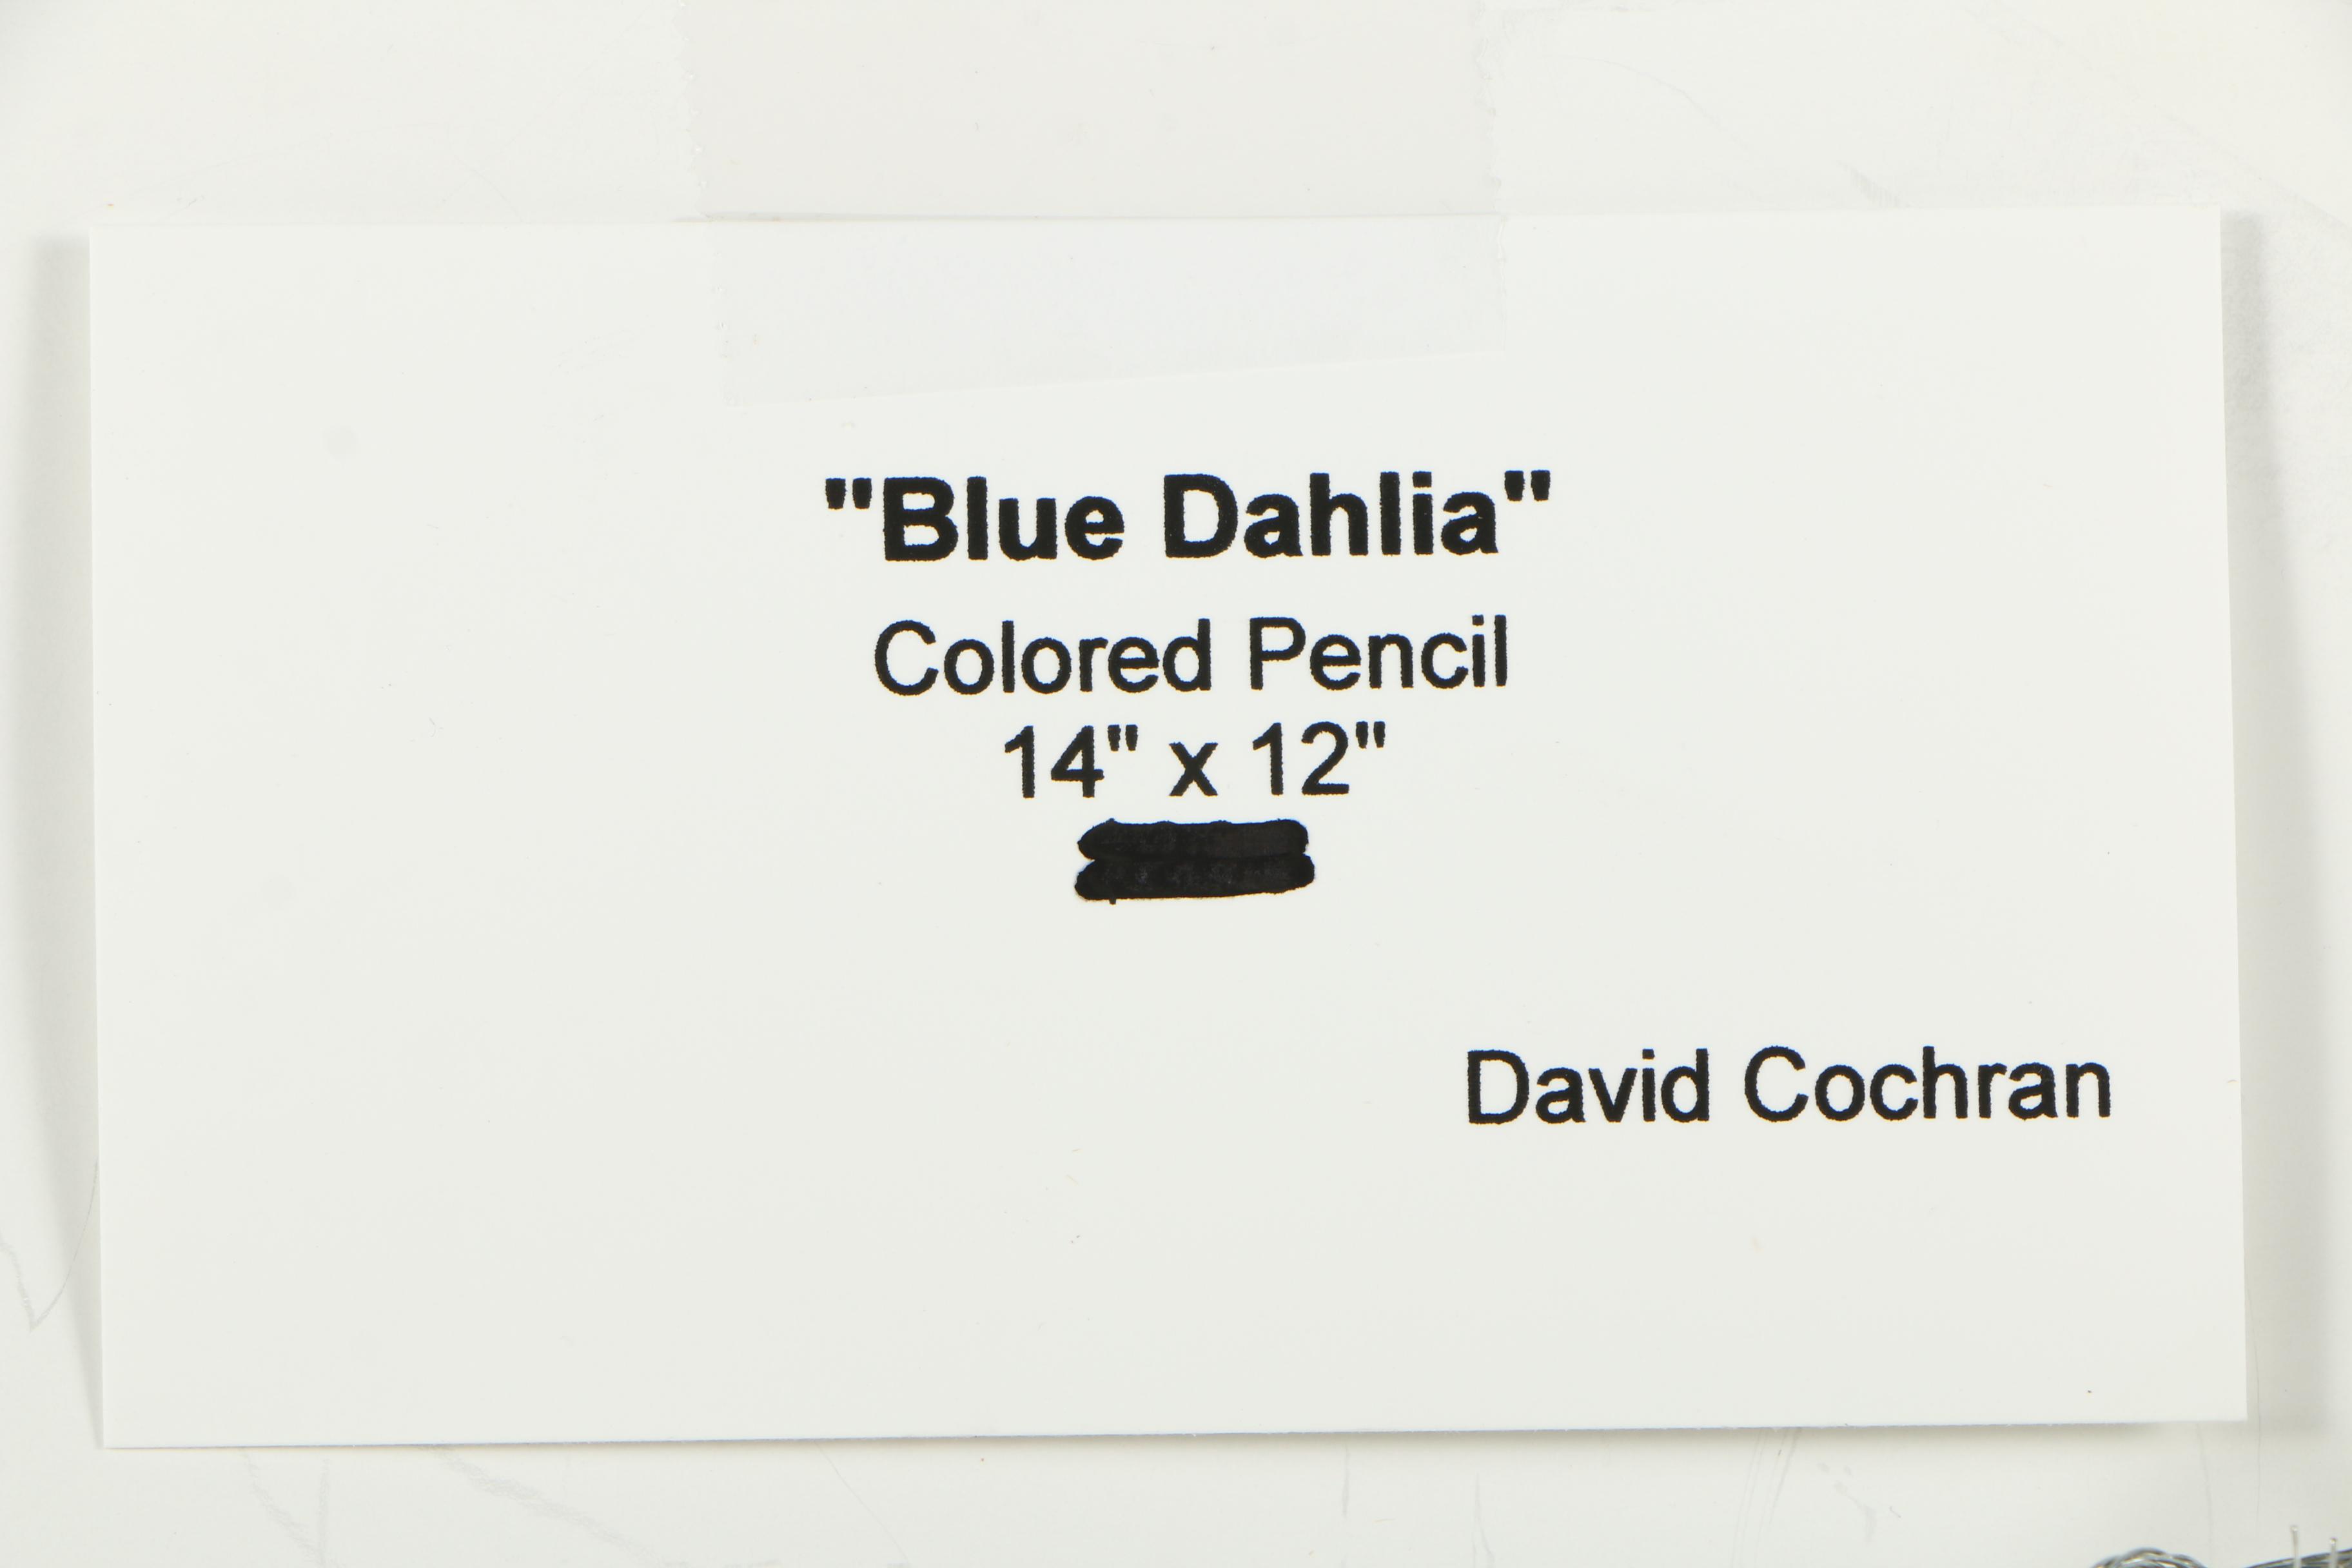 "Blue Dahlia"
Colored Pencil
14" x 12"
David Cochran